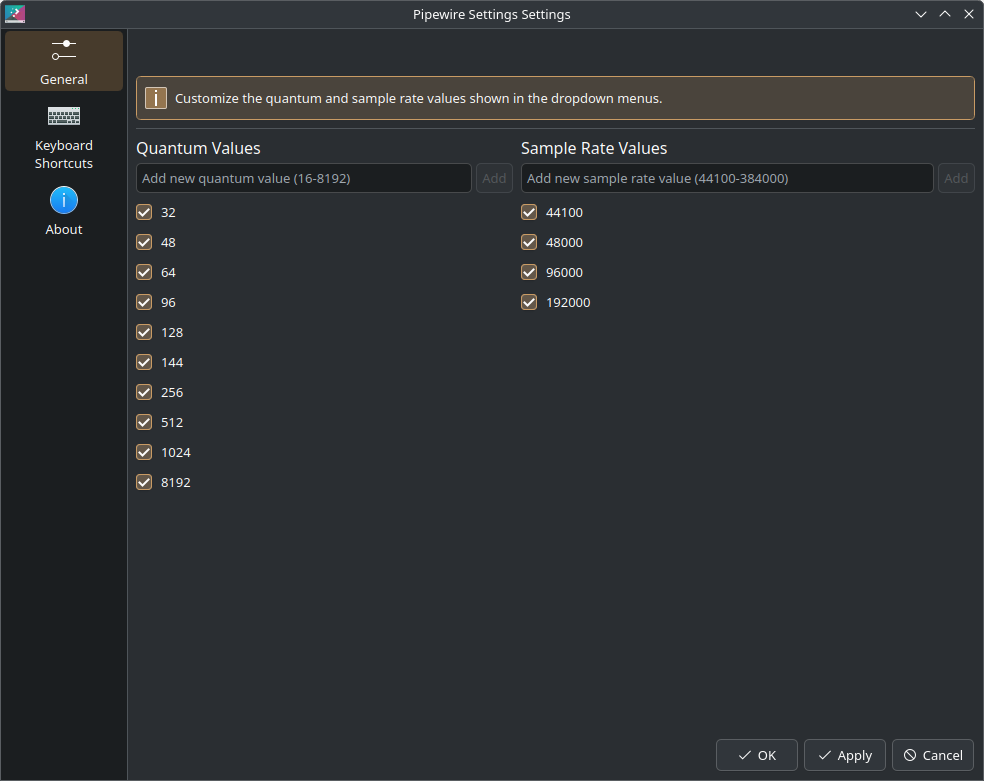 Pipewire Settings Settings
General
Keyboard
Shortcuts
About
Customize the quantum and sample rate values shown in the dropdown menus.
Quantum Values
Add new quantum value (16-8192)
Add
32
48
64
96
128
144
256
512
1024
8192
Sample Rate Values
Add new sample rate value (44100-384000)
Add
44100
48000
96000
192000
OK
Apply
Cancel